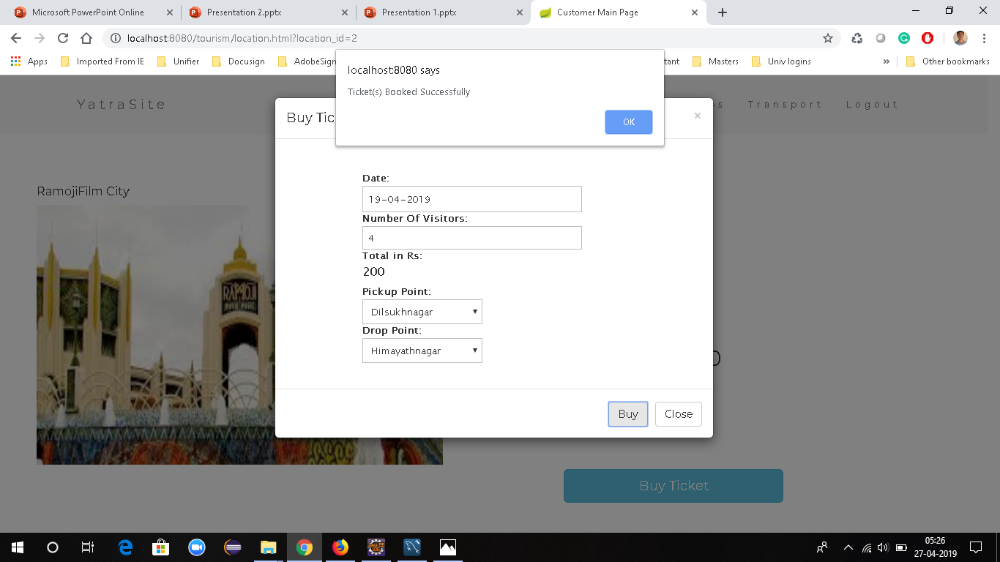 Microsoft PowerPoint Online
Presentation 2.pptx
Presentation 1.pptx
Customer Main Page
localhost:8080/tourism/location.html?location_id=2
Apps
Imported From IE
Unifier
Docusign
AdobeSign
tant
Masters
Univ logins
»
Other bookmarks
localhost:8080 says
Ticket(s) Booked Successfully
OK
YatraSite
Transport
Logout
Buy Tic
×
RamojiFilm City
RAMOJI
Date:
19-04-2019
Number Of Visitors:
4
Total in Rs:
200
Pickup Point:
Dilsukhnagar
Drop Point:
Himayathnagar
Buy
Close
Buy Ticket
05:26
27-04-2019